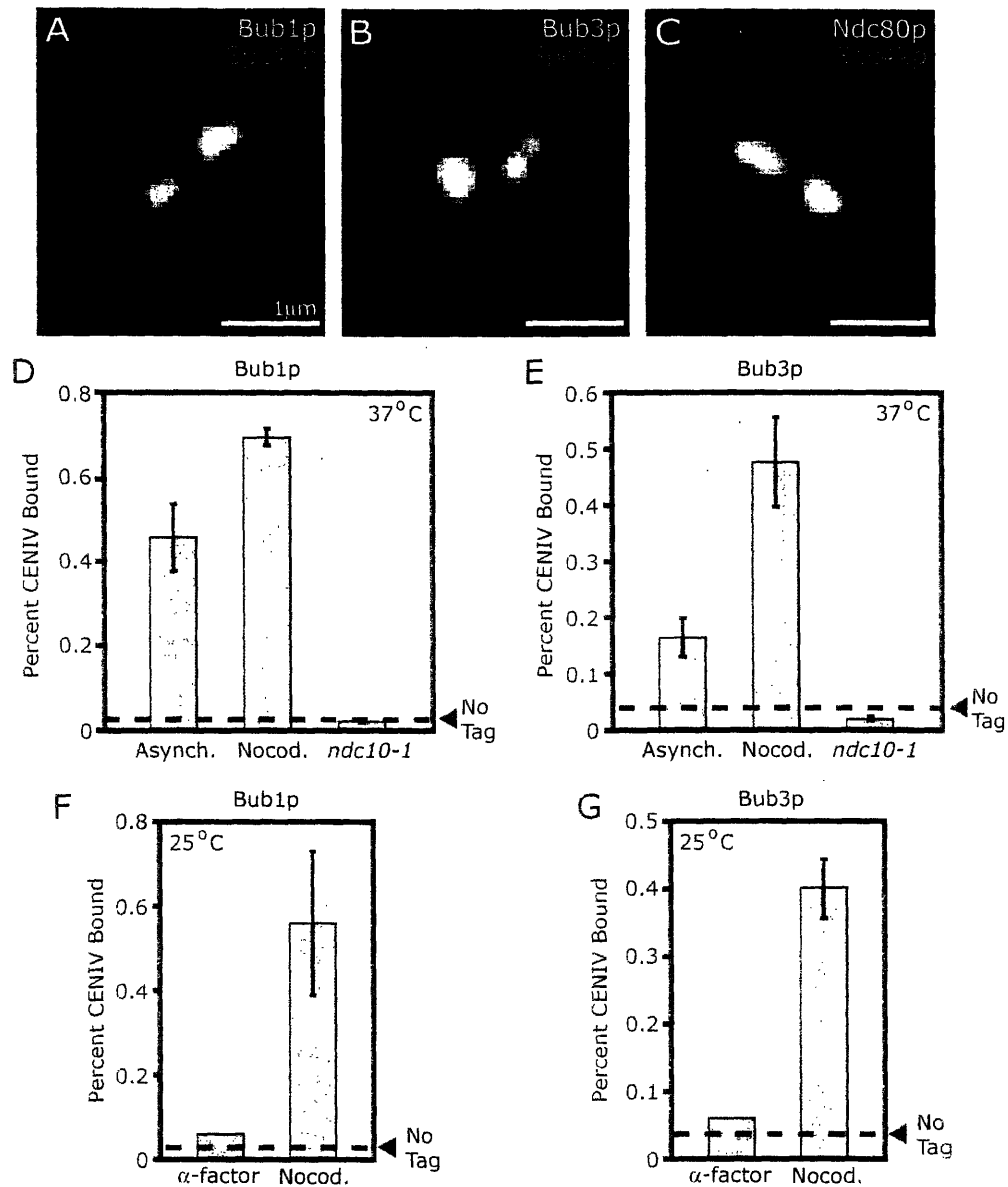 A
Bub1p
B
Bub3p
C
Ndc80p
1μm
D
Bub1p
E
Bub3p
0.8
0.6
0.4
0.2
0
Percent CENIV Bound
37°C
No
Tag
Asynch. Nocod. ndc10-1
0.6
0.5
0.4
0.3
0.2
0.1
0
Percent CENIV Bound
37°C
No
Tag
Asynch. Nocod. ndc10-1
F
Bub1p
G
Bub3p
0.8
0.6
0.4
0.2
0
Percent CENIV Bound
25°C
No
Tag
α-factor Nocod.
0.5
0.4
0.3
0.2
0.1
0
Percent CENIV Bound
25°C
No
Tag
α-factor Nocod.